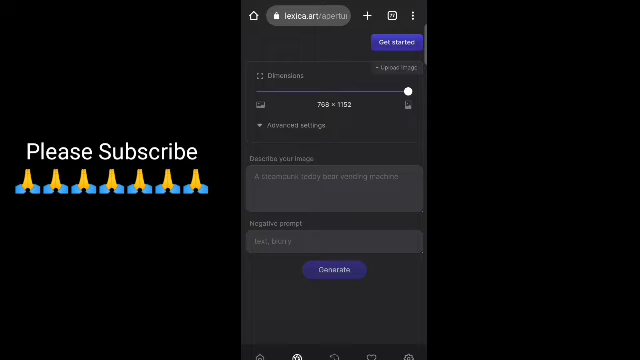 lexica.art/apertu
Get started
+ Upload Image
Dimensions
768 × 1152
Advanced settings
Please Subscribe
Describe your image
A steampunk teddy bear vending machine
Negative prompt
text, blurry
Generate